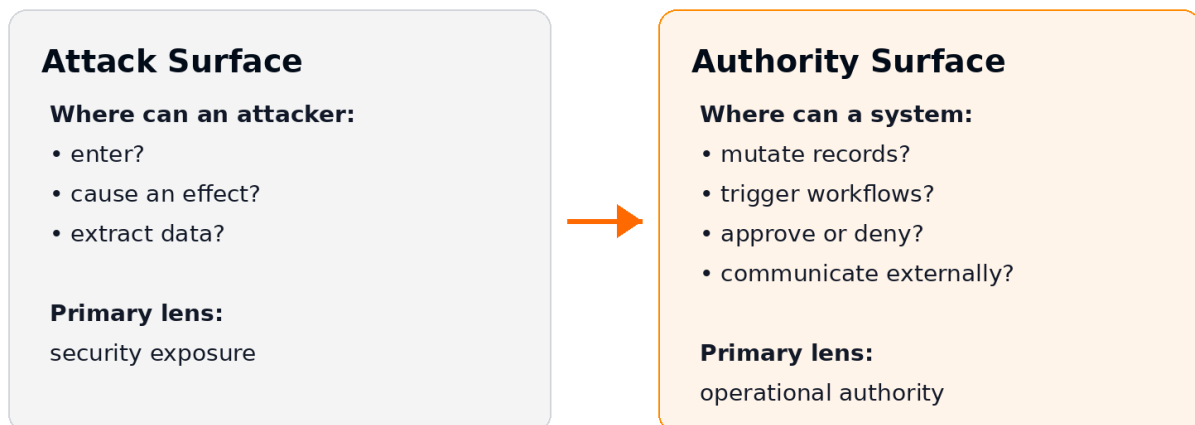 Attack Surface
Where can an attacker:
• enter?
• cause an effect?
• extract data?
Primary lens:
security exposure
Authority Surface
Where can a system:
• mutate records?
• trigger workflows?
• approve or deny?
• communicate externally?
Primary lens:
operational authority